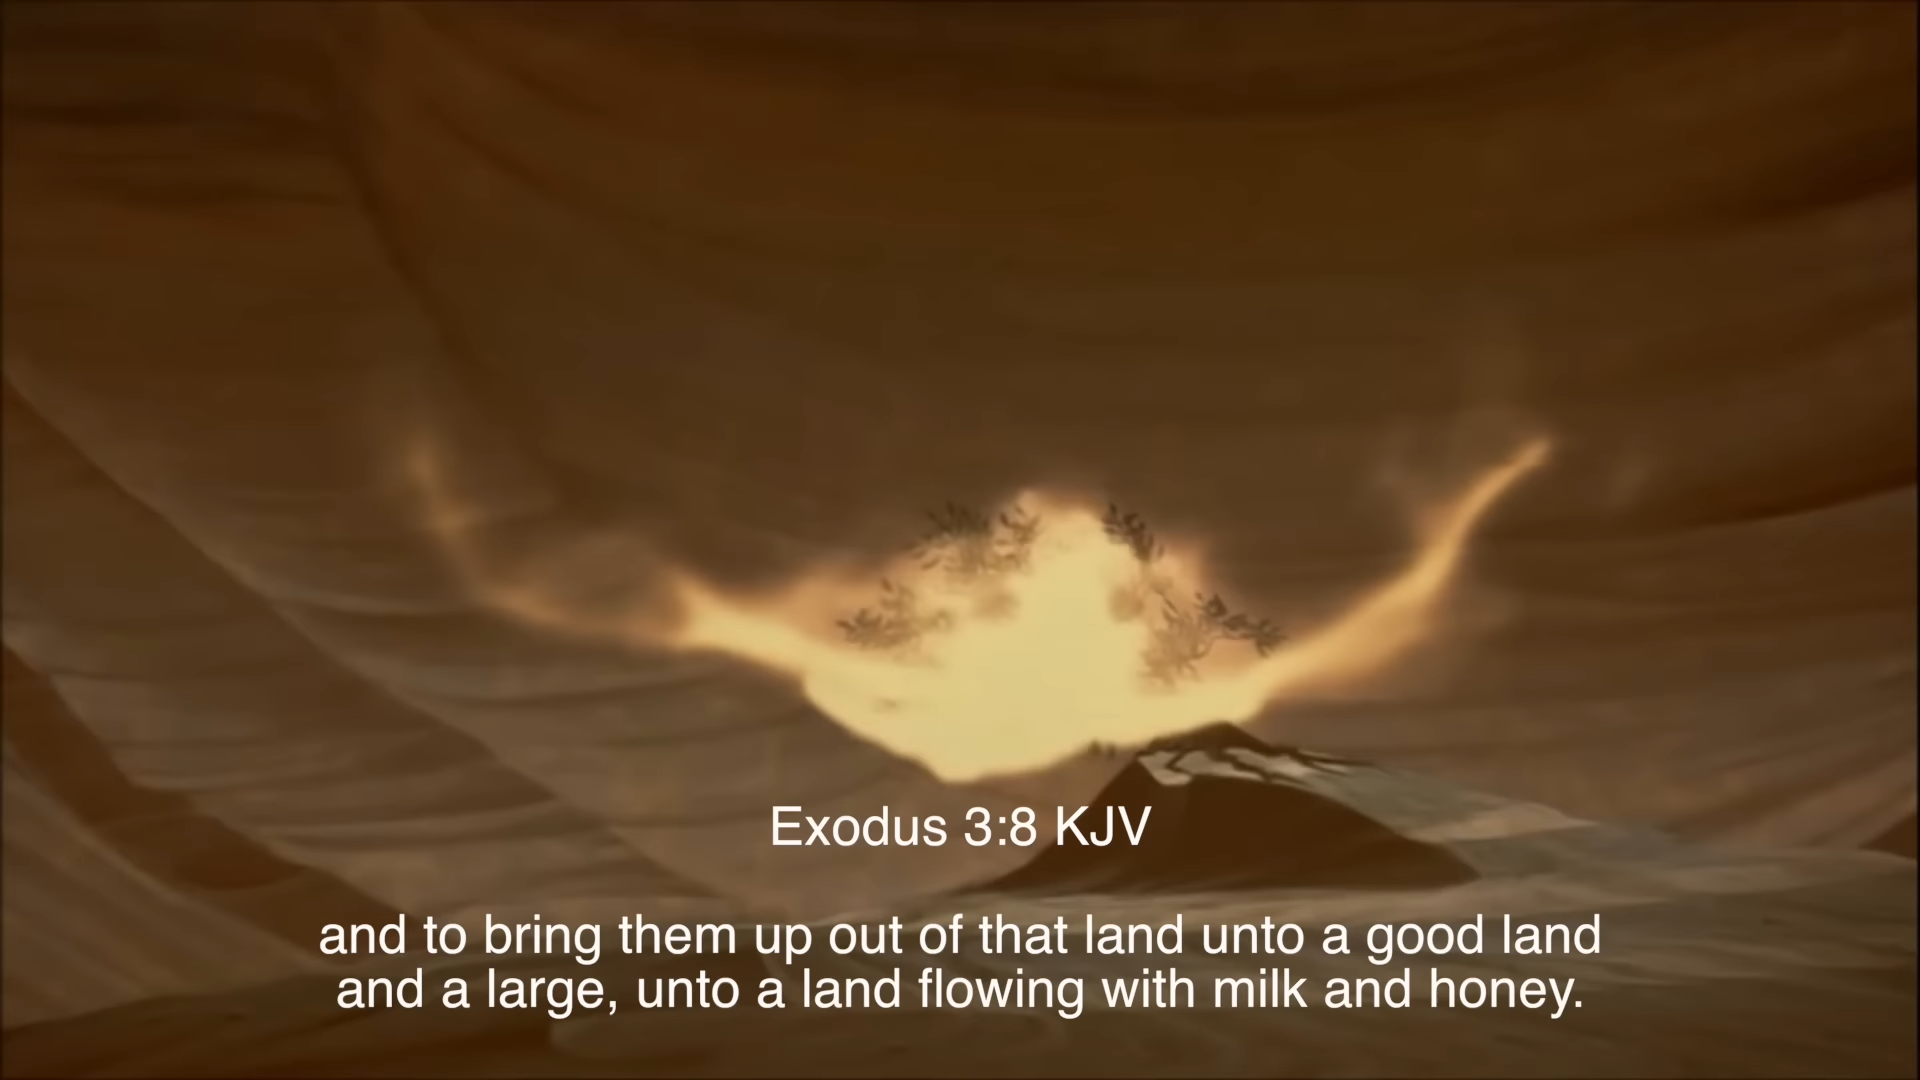 Exodus 3:8 KJV
and to bring them up out of that land unto a good land
and a large, unto a land flowing with milk and honey.